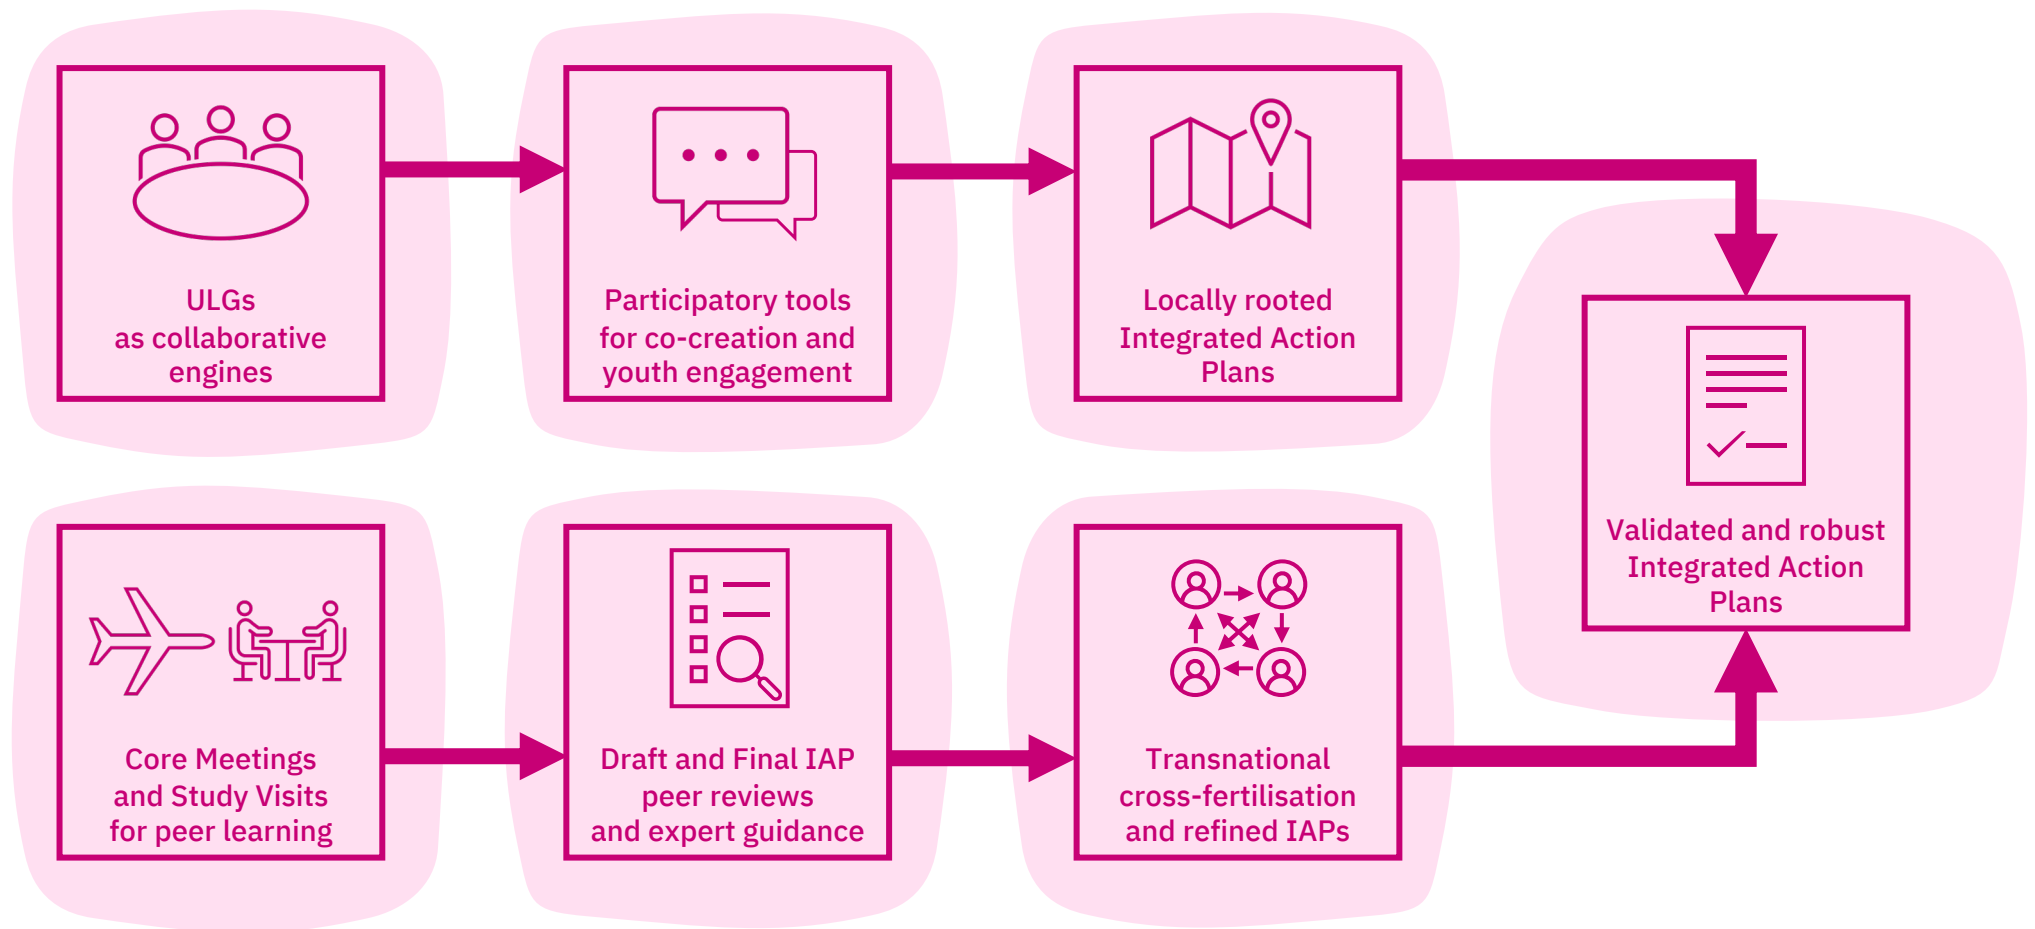 ULGs
as collaborative
engines
Participatory tools
for co-creation and
youth engagement
Locally rooted
Integrated Action
Plans
Validated and robust
Integrated Action
Plans
Core Meetings
and Study Visits
for peer learning
Draft and Final IAP
peer reviews
and expert guidance
Transnational
cross-fertilisation
and refined IAPs